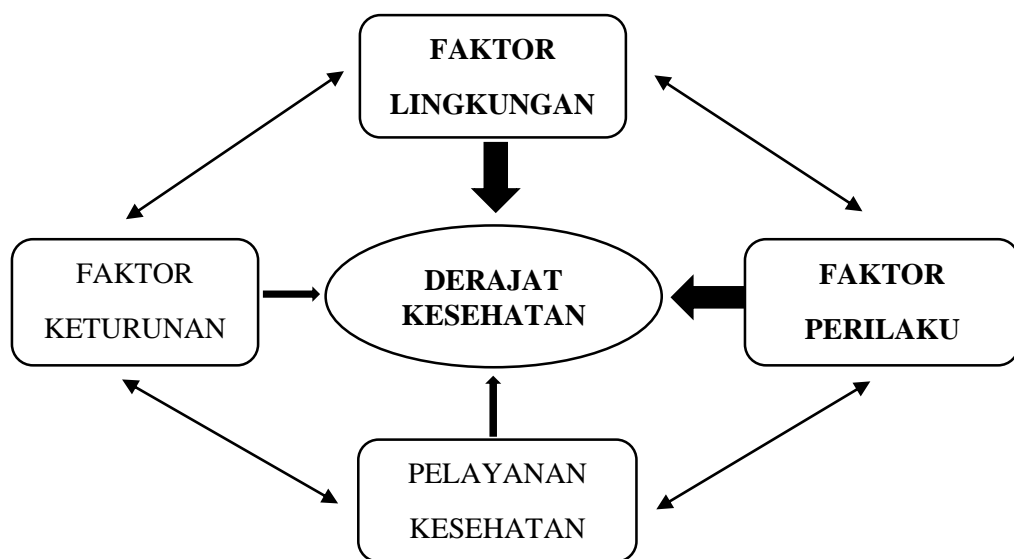 FAKTOR
LINGKUNGAN
FAKTOR
KETURUNAN
DERAJAT
KESEHATAN
FAKTOR
PERILAKU
PELAYANAN
KESEHATAN